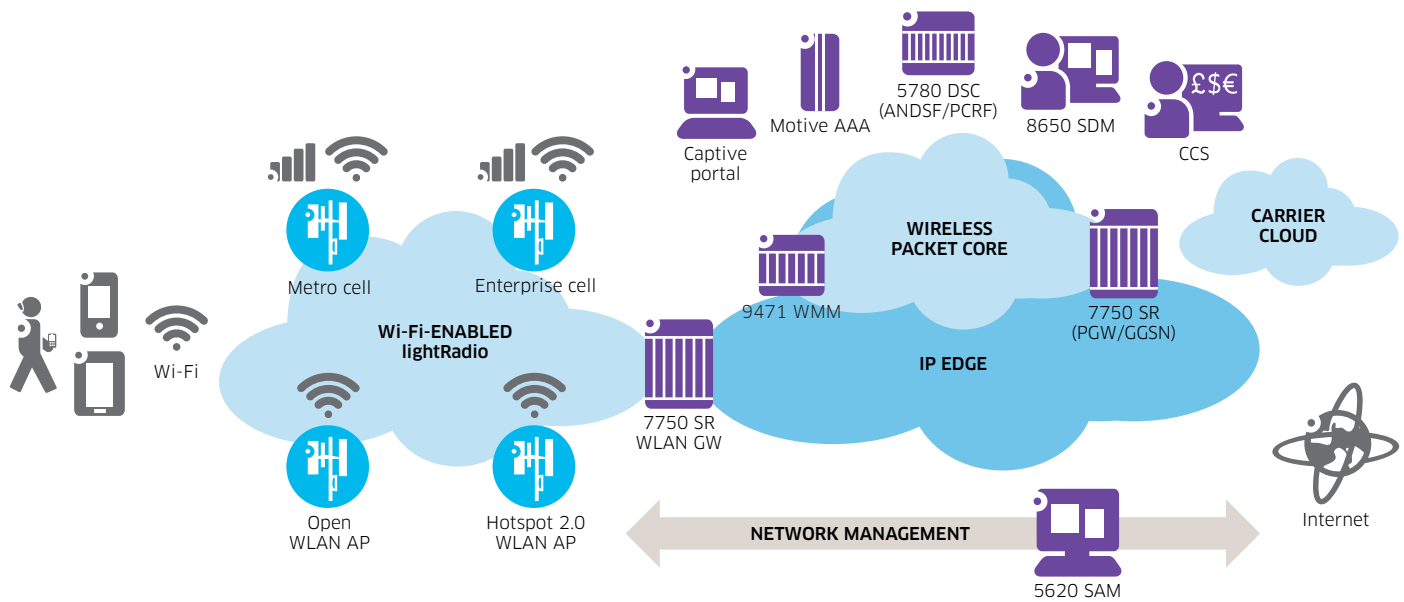 Wi-Fi
Metro cell
Enterprise cell
Wi-Fi-ENABLED
lightRadio
Open
WLAN AP
Hotspot 2.0
WLAN AP
7750 SR
WLAN GW
Captive
portal
Motive AAA
5780 DSC
(ANDSF/PCRF)
8650 SDM
£$€
CCS
WIRELESS
PACKET CORE
9471 WMM
7750 SR
(PGW/GGSN)
IP EDGE
CARRIER
CLOUD
Internet
NETWORK MANAGEMENT
5620 SAM